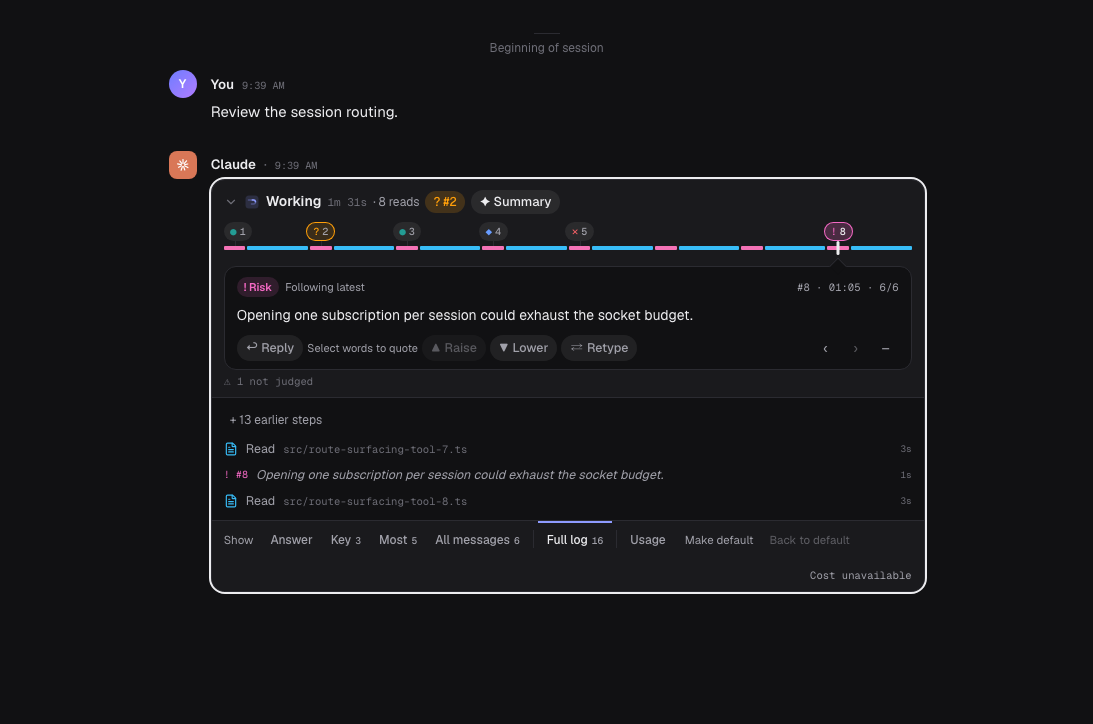 Beginning of session
Y You 9:39 AM
Review the session routing.
Claude · 9:39 AM
Working 1m 31s · 8 reads ? #2 ✦ Summary
● 1 ? 2 ● 3 ◆ 4 × 5 ! 8
! Risk Following latest #8 · 01:05 · 6/6
Opening one subscription per session could exhaust the socket budget.
↩ Reply Select words to quote ▲ Raise ▼ Lower ⇄ Retype ‹ › –
⚠ 1 not judged
+ 13 earlier steps
Read src/route-surfacing-tool-7.ts 3s
! #8 Opening one subscription per session could exhaust the socket budget. 1s
Read src/route-surfacing-tool-8.ts 3s
Show Answer Key 3 Most 5 All messages 6 Full log 16 Usage Make default Back to default
Cost unavailable